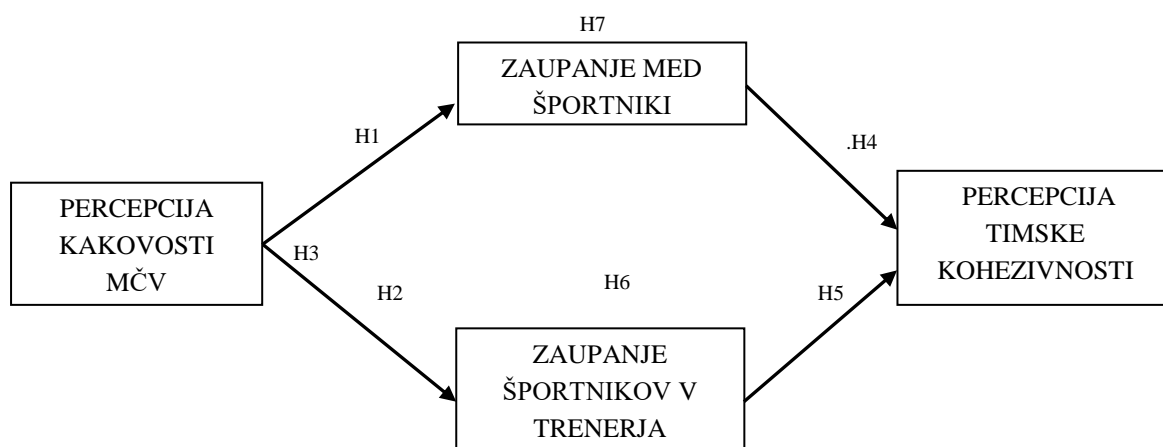 H7
ZAUPANJE MED
ŠPORTNIKI
H1
.H4
PERCEPCIJA
KAKOVOSTI
MČV
PERCEPCIJA
TIMSKE
KOHEZIVNOSTI
H3
H2
H6
H5
ZAUPANJE
ŠPORTNIKOV V
TRENERJA